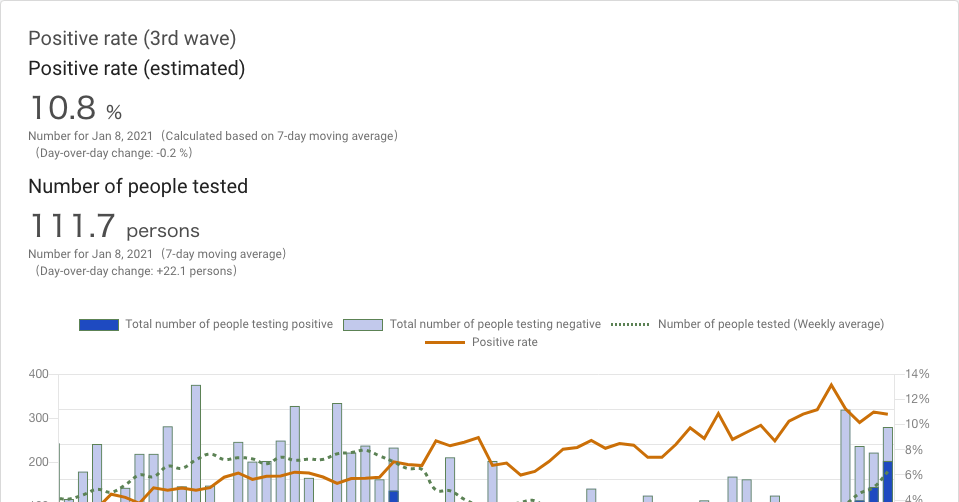 Positive rate (3rd wave)
Positive rate (estimated)
10.8 %
Number for Jan 8, 2021 (Calculated based on 7-day moving average)
(Day-over-day change: -0.2 %)
Number of people tested
111.7 persons
Number for Jan 8, 2021 (7-day moving average)
(Day-over-day change: +22.1 persons)
Total number of people testing positive Total number of people testing negative Number of people tested (Weekly average)
Positive rate
400 14%
12%
300 10%
8%
200 6%
4%